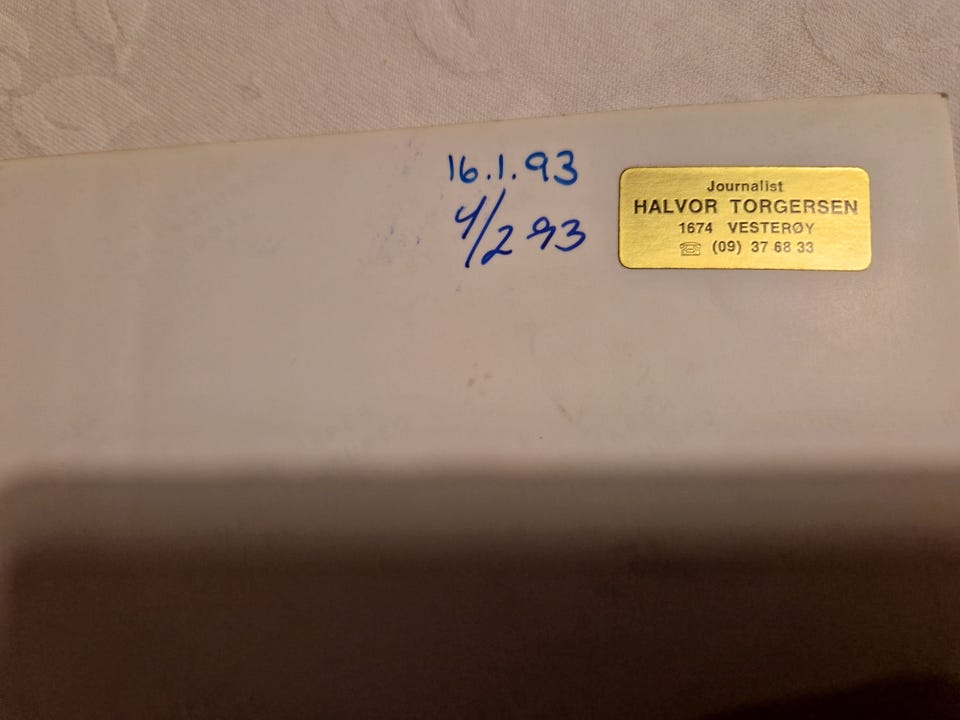 16.1.93
4/2 93
Journalist
HALVOR TORGERSEN
1674 VESTERØY
☏ (09) 37 68 33